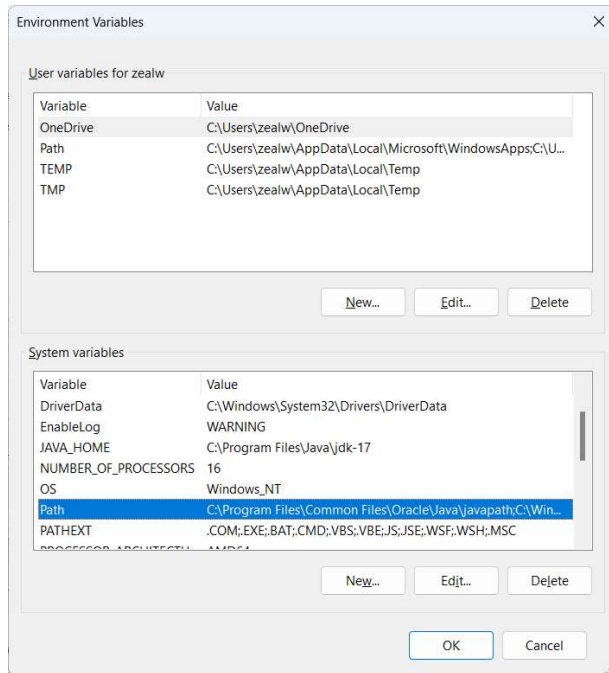 Environment Variables
User variables for zealw
Variable Value
OneDrive C:\Users\zealw\OneDrive
Path C:\Users\zealw\AppData\Local\Microsoft\WindowsApps;C:\U...
TEMP C:\Users\zealw\AppData\Local\Temp
TMP C:\Users\zealw\AppData\Local\Temp
New... Edit... Delete
System variables
Variable Value
DriverData C:\Windows\System32\Drivers\DriverData
EnableLog WARNING
JAVA_HOME C:\Program Files\Java\jdk-17
NUMBER_OF_PROCESSORS 16
OS Windows_NT
Path C:\Program Files\Common Files\Oracle\Java\javapath;C:\Win...
PATHEXT .COM;.EXE;.BAT;.CMD;.VBS;.VBE;.JS;.JSE;.WSF;.WSH;.MSC
PROCESSOR_ARCHITECTU AMD64
New... Edit... Delete
OK Cancel